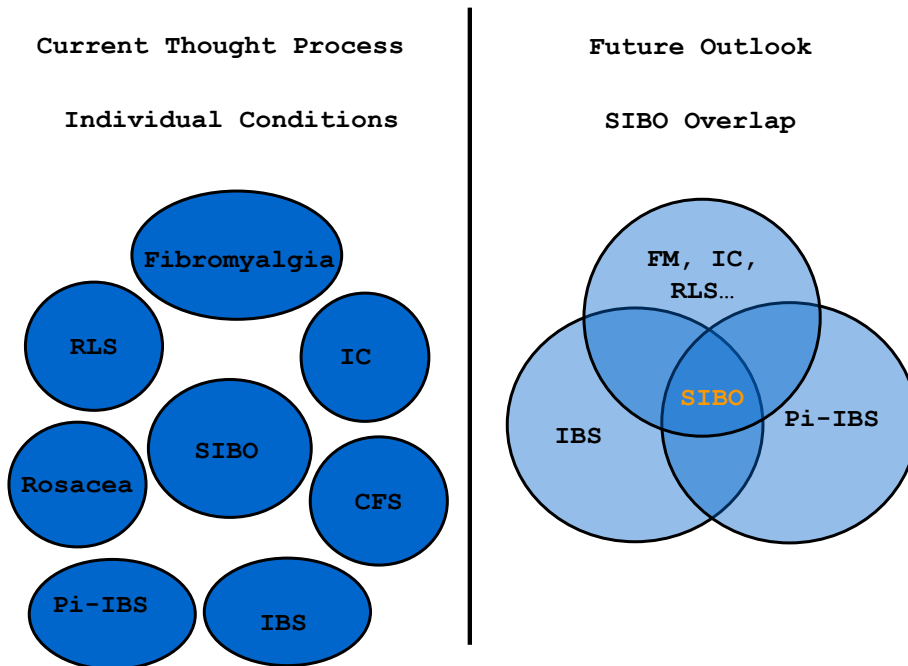 Current Thought Process
Individual Conditions
Fibromyalgia
RLS
IC
SIBO
Rosacea
CFS
Pi-IBS
IBS
Future Outlook
SIBO Overlap
FM, IC,
RLS…
SIBO
IBS
Pi-IBS